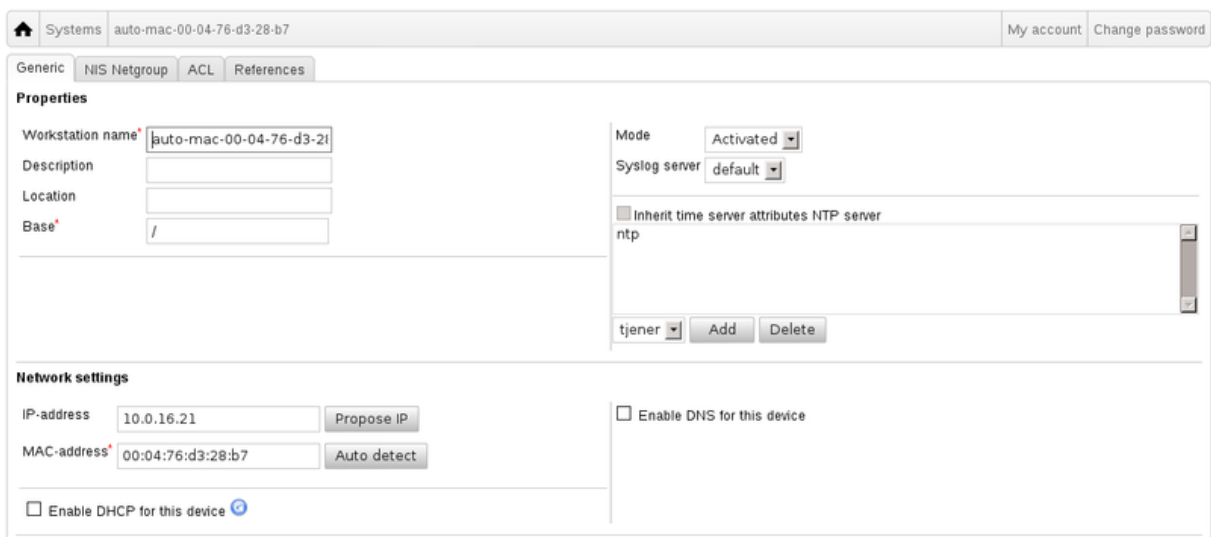 Systems auto-mac-00-04-76-d3-28-b7 My account Change password
Generic NIS Netgroup ACL References
Properties
Workstation name* auto-mac-00-04-76-d3-28
Description
Location
Base* /
Mode Activated
Syslog server default
Inherit time server attributes NTP server
ntp
tjener Add Delete
Network settings
IP-address 10.0.16.21 Propose IP
MAC-address* 00:04:76:d3:28:b7 Auto detect
Enable DHCP for this device
Enable DNS for this device